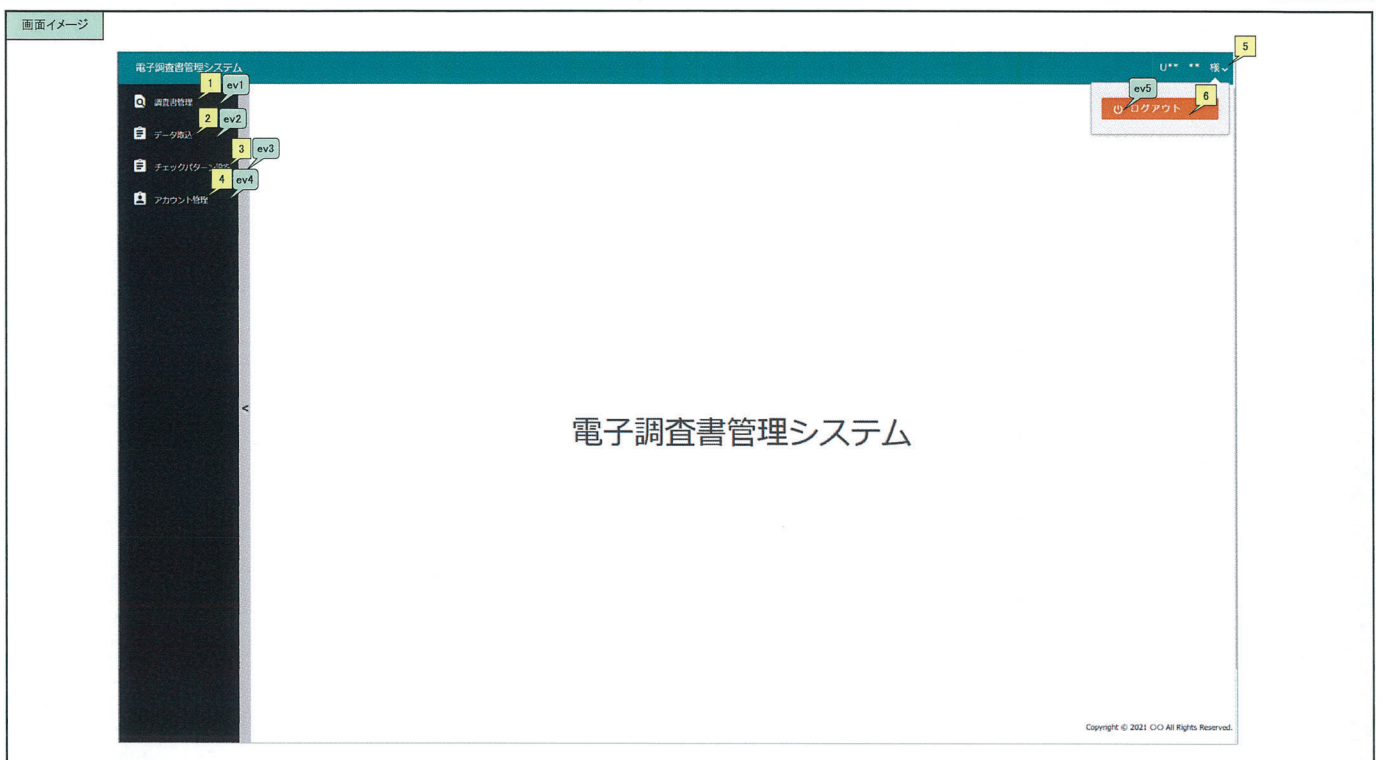 画面イメージ
電子調査書管理システム
U** ** 様
5
1
ev1
調査書管理
ev5
6
ログアウト
2
ev2
データ取込
3
ev3
チェックパターン
4
ev4
アカウント管理
<
電子調査書管理システム
Copyright © 2021 〇〇 All Rights Reserved.